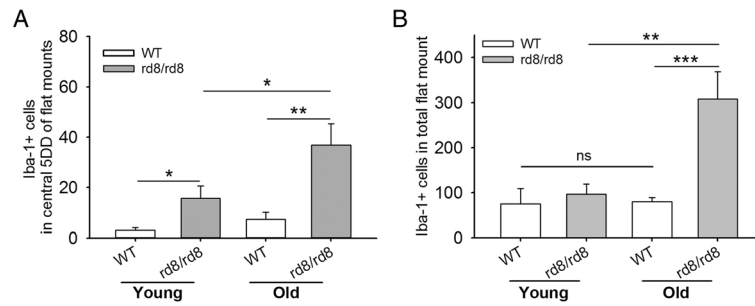 A
Iba-1+ cells
in central 5DD of flat mounts
80
60
40
20
0
WT
rd8/rd8
*
*
**
WT
rd8/rd8
WT
rd8/rd8
Young
Old
B
Iba-1+ cells in total flat mount
400
300
200
100
0
WT
rd8/rd8
**
***
ns
WT
rd8/rd8
WT
rd8/rd8
Young
Old